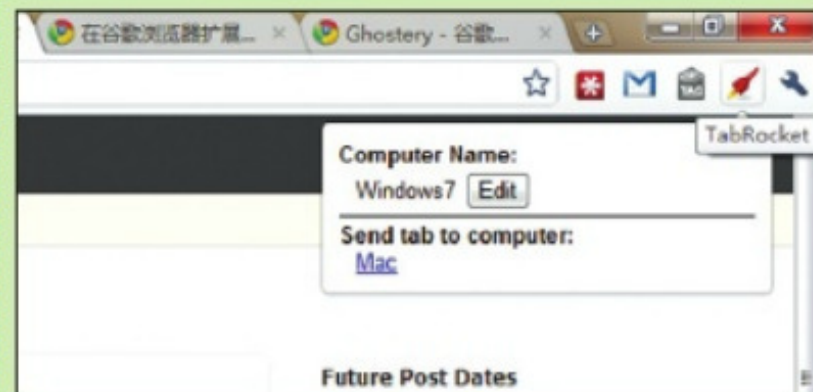 在谷歌浏览器扩展... Ghostery - 谷歌...
TabRocket
Computer Name:
Windows7 Edit
Send tab to computer:
Mac
Future Post Dates